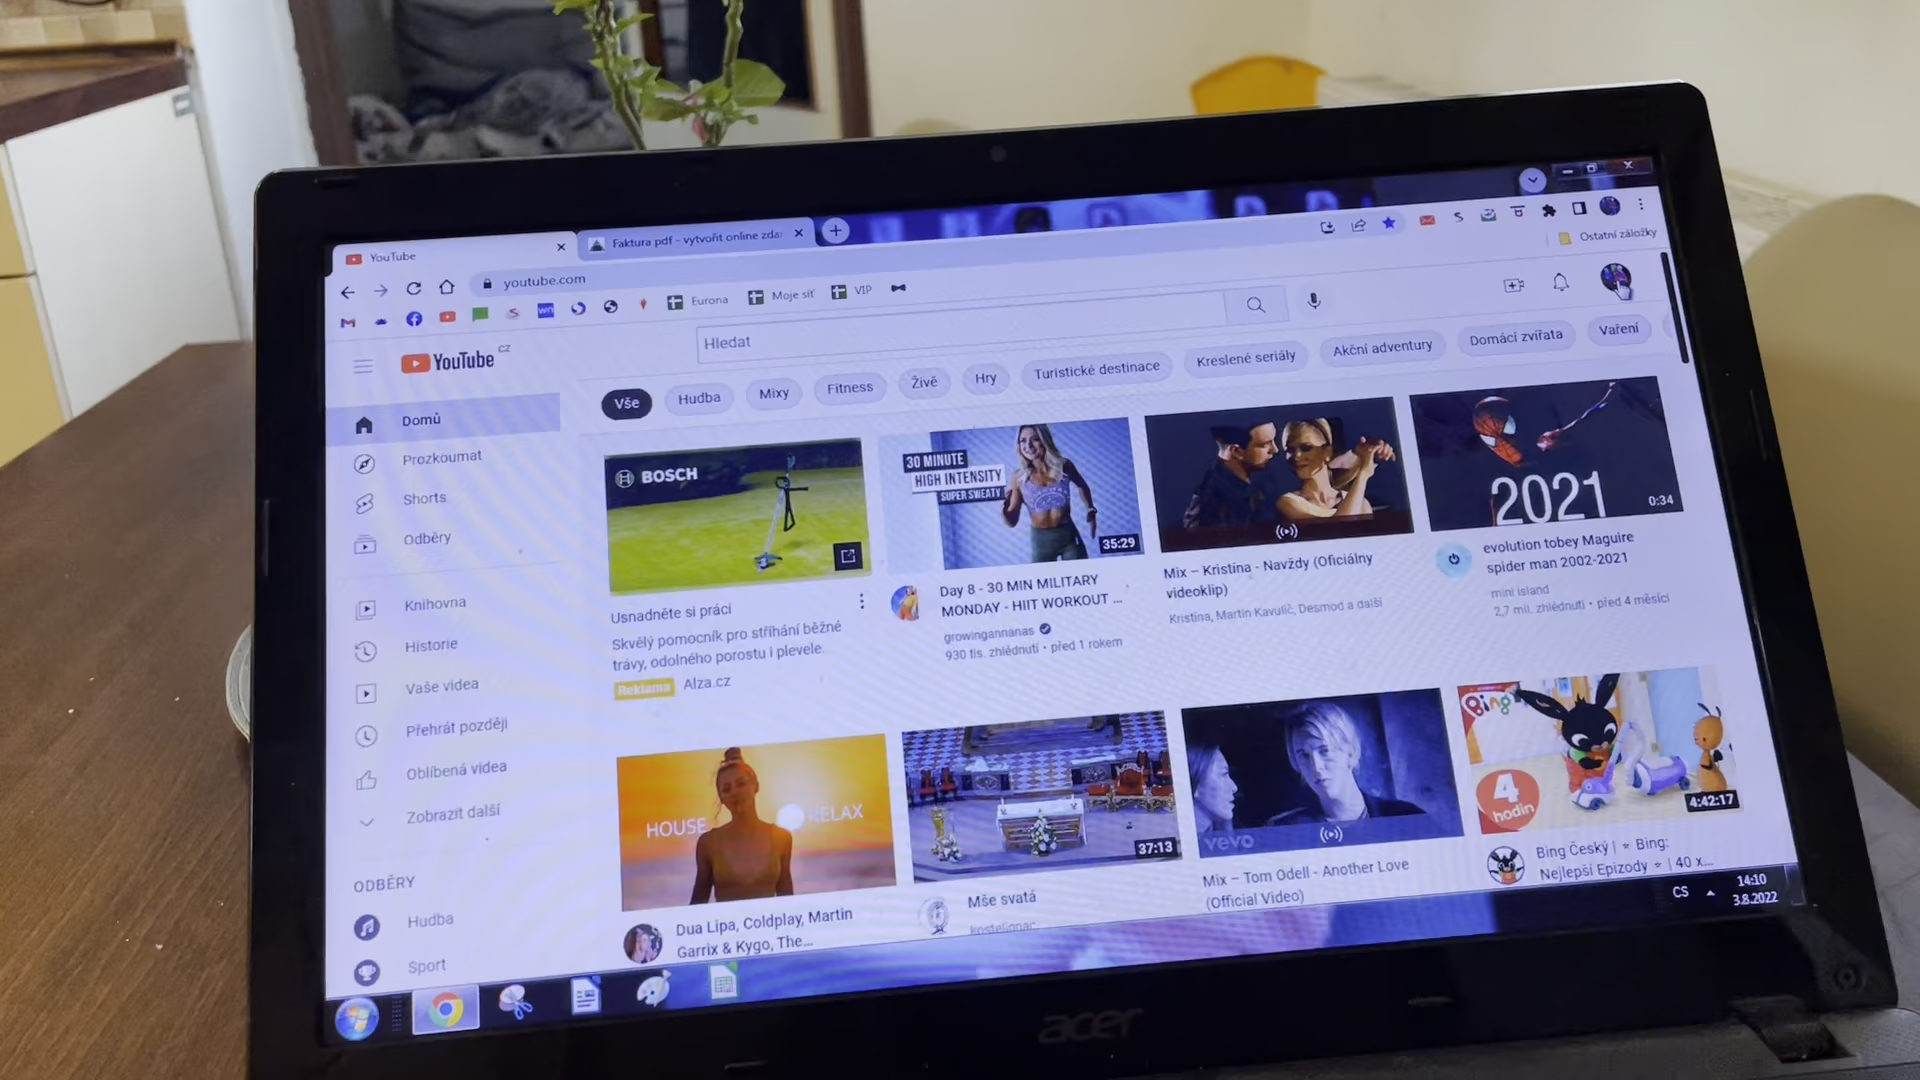 YouTube
Faktura pdf - vytvořit online zda
youtube.com
Ostatní záložky
Eurona
Moje síť
VIP
YouTube CZ
Hledat
Vše
Hudba
Mixy
Fitness
Živě
Hry
Turistické destinace
Kreslené seriály
Akční adventury
Domácí zvířata
Vaření
Domů
Prozkoumat
Shorts
Odběry
Knihovna
Historie
Vaše videa
Přehrát později
Oblíbená videa
Zobrazit další
ODBĚRY
Hudba
Sport
BOSCH
Usnadněte si práci
Skvělý pomocník pro stříhání běžné
trávy, odolného porostu i plevele.
Reklama Alza.cz
30 MINUTE
HIGH INTENSITY
SUPER SWEATY
35:29
Day 8 - 30 MIN MILITARY
MONDAY - HIIT WORKOUT ...
growingannanas
930 tis. zhlédnutí • před 1 rokem
Mix – Kristina - Navždy (Oficiálny
videoklip)
Kristina, Martin Kavulič, Desmod a další
2021
0:34
evolution tobey Maguire
spider man 2002-2021
mini island
2,7 mil. zhlédnutí • před 4 měsíci
HOUSE RELAX
Dua Lipa, Coldplay, Martin
Garrix & Kygo, The...
37:13
Mše svatá
vevo
Mix – Tom Odell - Another Love
(Official Video)
Bing
4
hodin
4:42:17
Bing Český | ⭐ Bing:
Nejlepší Epizody ⭐ | 40 x...
CS
14:10
3.8.2022
acer